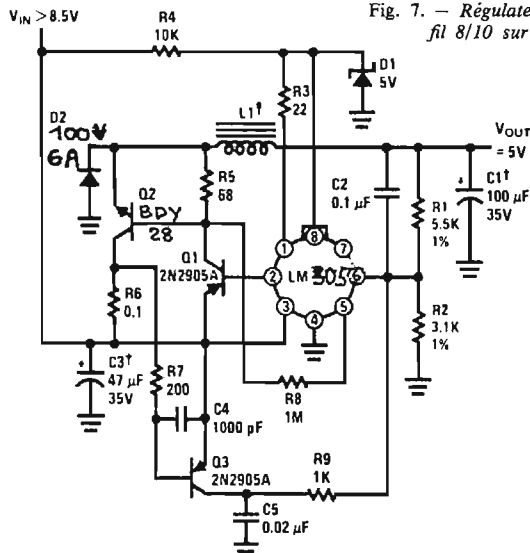 Fig. 7. – Régulate
fil 8/10 sur
VIN > 8.5V
R4
10K
D1
5V
R3
22
L1†
D2
100V
6A
VOUT
= 5V
Q2
BDY
28
R5
68
C2
0.1 µF
R1
5.5K
1%
C1†
100 µF
35V
+
Q1
2N2905A
1
8
7
2
LM 305
6
3
4
5
R6
0.1
R2
3.1K
1%
+
C3†
47 µF
35V
R7
200
C4
1000 pF
R8
1M
Q3
2N2905A
R9
1K
C5
0.02 µF